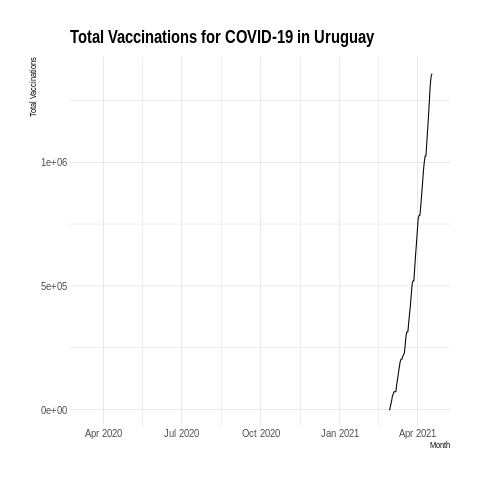 Total Vaccinations for COVID-19 in Uruguay
Total Vaccinations
1e+06
5e+05
0e+00
Apr 2020 Jul 2020 Oct 2020 Jan 2021 Apr 2021
Month